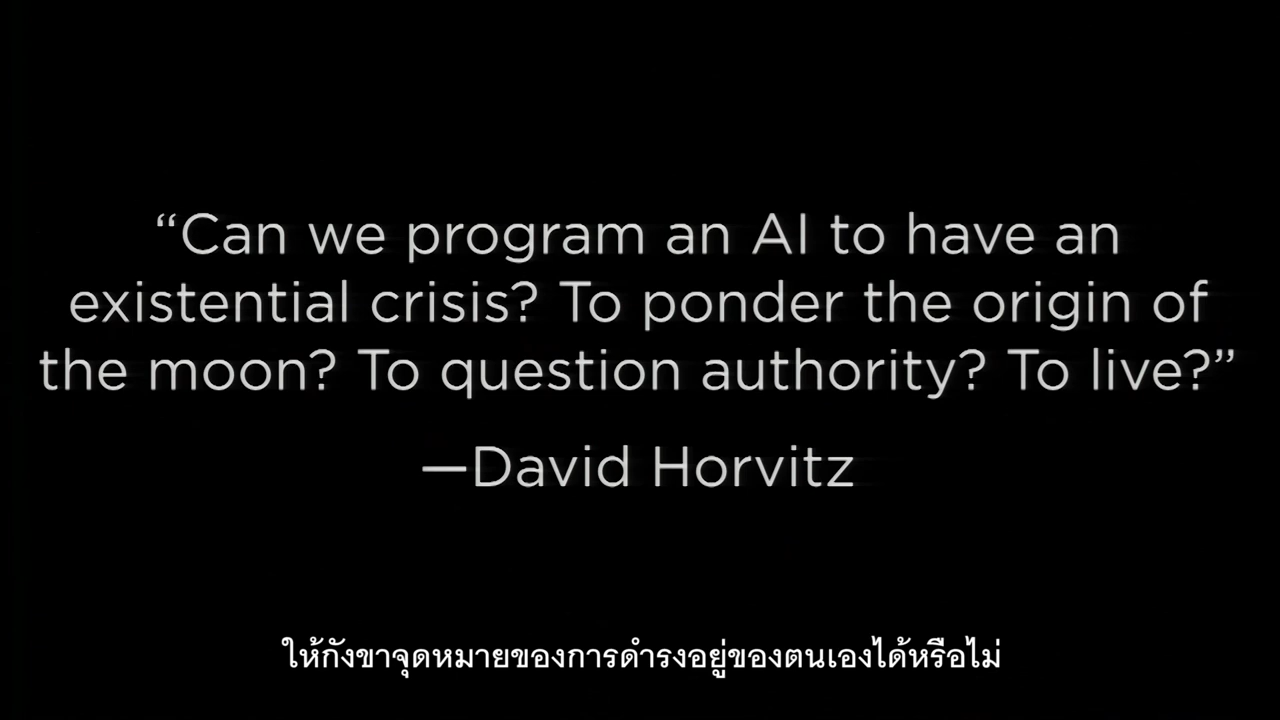 “Can we program an AI to have an
existential crisis? To ponder the origin of
the moon? To question authority? To live?”
—David Horvitz
ให้กังขาจุดหมายของการดำรงอยู่ของตนเองได้หรือไม่